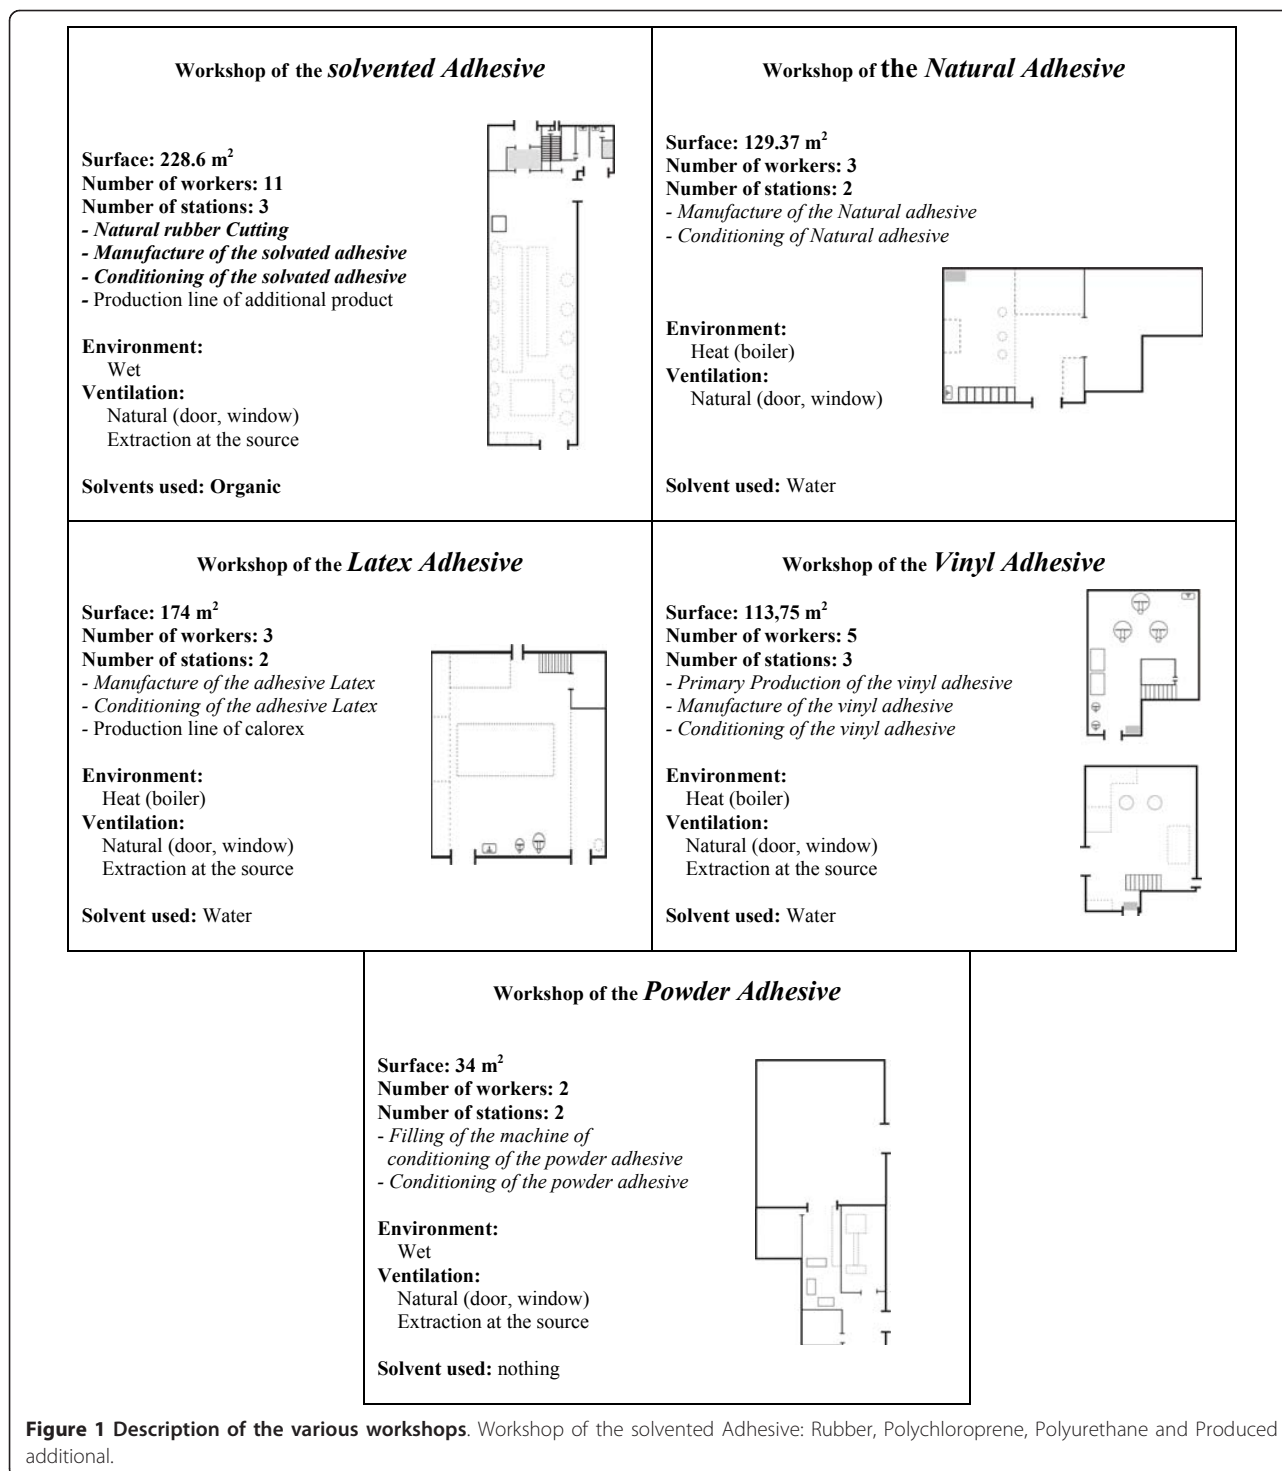 Workshop of the solvented Adhesive
Surface: 228.6 m²
Number of workers: 11
Number of stations: 3
- Natural rubber Cutting
- Manufacture of the solvated adhesive
- Conditioning of the solvated adhesive
- Production line of additional product
Environment:
Wet
Ventilation:
Natural (door, window)
Extraction at the source
Solvents used: Organic
Workshop of the Natural Adhesive
Surface: 129.37 m²
Number of workers: 3
Number of stations: 2
- Manufacture of the Natural adhesive
- Conditioning of Natural adhesive
Environment:
Heat (boiler)
Ventilation:
Natural (door, window)
Solvent used: Water
Workshop of the Latex Adhesive
Surface: 174 m²
Number of workers: 3
Number of stations: 2
- Manufacture of the adhesive Latex
- Conditioning of the adhesive Latex
- Production line of calorex
Environment:
Heat (boiler)
Ventilation:
Natural (door, window)
Extraction at the source
Solvent used: Water
Workshop of the Vinyl Adhesive
Surface: 113,75 m²
Number of workers: 5
Number of stations: 3
- Primary Production of the vinyl adhesive
- Manufacture of the vinyl adhesive
- Conditioning of the vinyl adhesive
Environment:
Heat (boiler)
Ventilation:
Natural (door, window)
Extraction at the source
Solvent used: Water
Workshop of the Powder Adhesive
Surface: 34 m²
Number of workers: 2
Number of stations: 2
- Filling of the machine of
conditioning of the powder adhesive
- Conditioning of the powder adhesive
Environment:
Wet
Ventilation:
Natural (door, window)
Extraction at the source
Solvent used: nothing
Figure 1 Description of the various workshops. Workshop of the solvented Adhesive: Rubber, Polychloroprene, Polyurethane and Produced
additional.